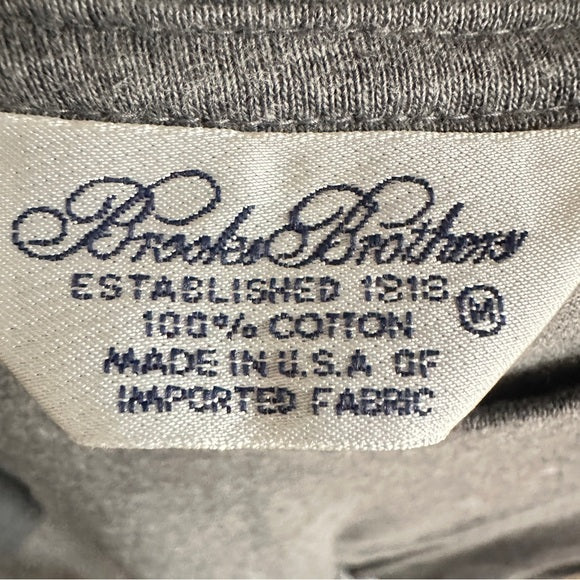 Brooks Brothers
ESTABLISHED 1818
M
100% COTTON
MADE IN U.S.A. OF
IMPORTED FABRIC